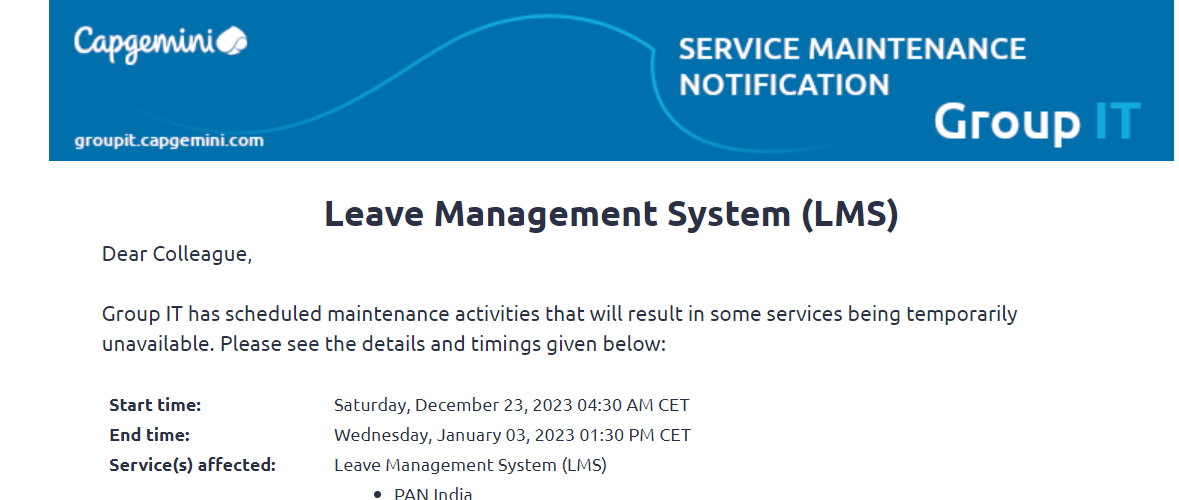 Capgemini
SERVICE MAINTENANCE
NOTIFICATION
Group IT
groupit.capgemini.com
Leave Management System (LMS)
Dear Colleague,
Group IT has scheduled maintenance activities that will result in some services being temporarily
unavailable. Please see the details and timings given below:
Start time: Saturday, December 23, 2023 04:30 AM CET
End time: Wednesday, January 03, 2023 01:30 PM CET
Service(s) affected: Leave Management System (LMS)
• PAN India